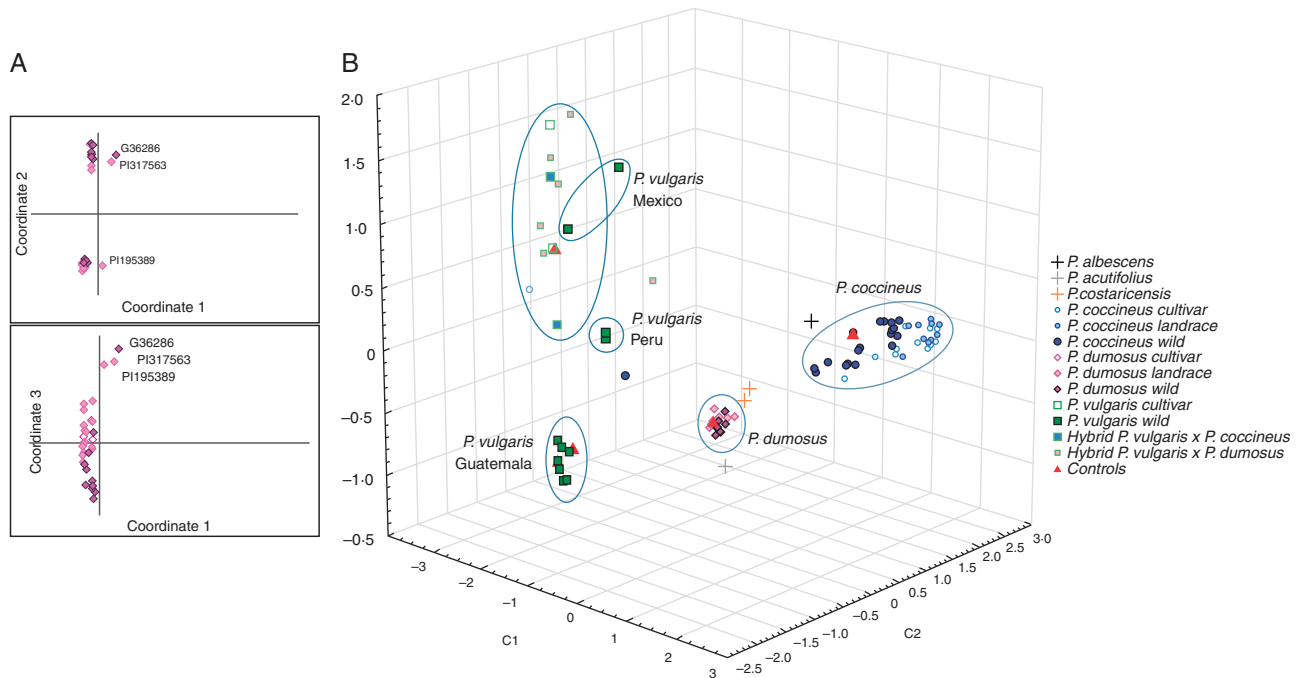 A
G36286
PI317563
PI195389
Coordinate 2
Coordinate 1
G36286
PI317563
PI195389
Coordinate 3
Coordinate 1
B
2·0
1·5
1·0
0·5
0
−0·5
−1·0
−0·5
−3
−2
−1
0
1
2
3
C1
−2.5
−2.0
−1.5
−1.0
−0.5
0
0.5
1.0
1.5
2.0
2.5
3·0
C2
P. vulgaris
Mexico
P. vulgaris
Peru
P. vulgaris
Guatemala
P. coccineus
P. dumosus
P. albescens
P. acutifolius
P.costaricensis
P. coccineus cultivar
P. coccineus landrace
P. coccineus wild
P. dumosus cultivar
P. dumosus landrace
P. dumosus wild
P. vulgaris cultivar
P. vulgaris wild
Hybrid P. vulgaris x P. coccineus
Hybrid P. vulgaris x P. dumosus
Controls